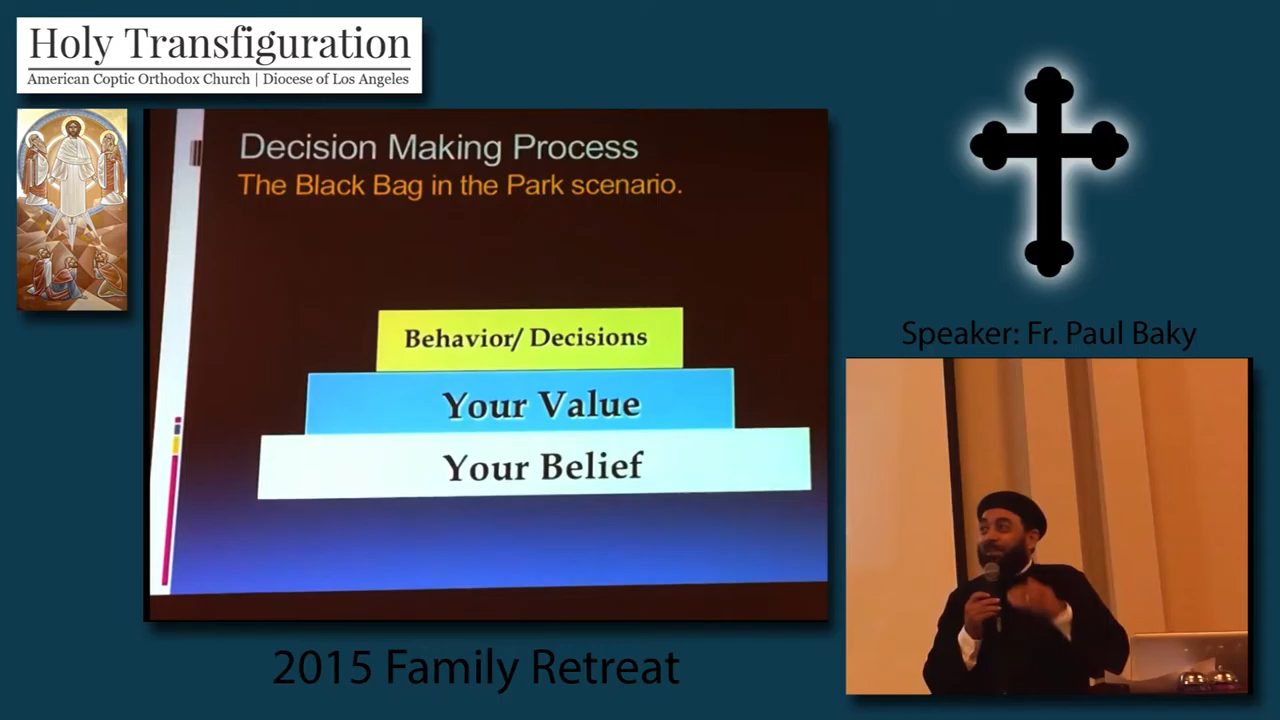 Holy Transfiguration
American Coptic Orthodox Church | Diocese of Los Angeles
Decision Making Process
The Black Bag in the Park scenario.
Behavior/ Decisions
Your Value
Your Belief
Speaker: Fr. Paul Baky
2015 Family Retreat